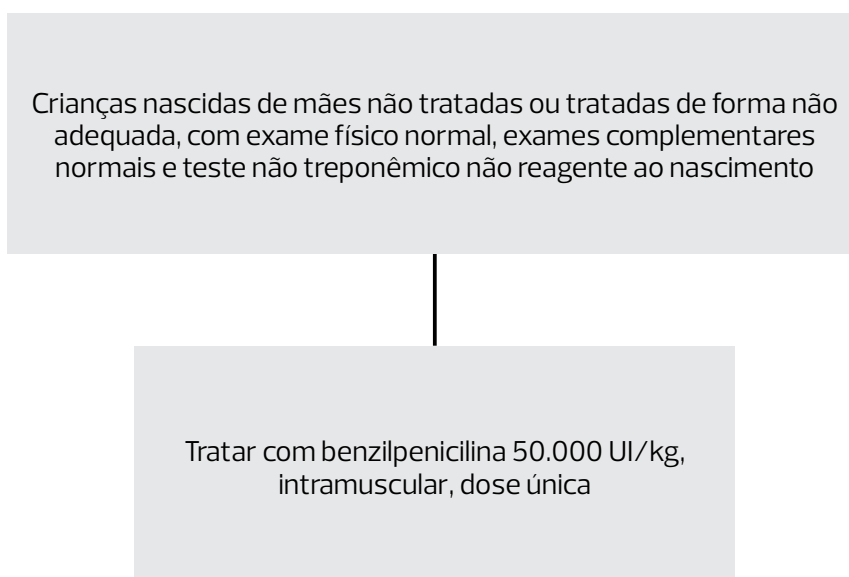 Crianças nascidas de mães não tratadas ou tratadas de forma não
adequada, com exame físico normal, exames complementares
normais e teste não treponêmico não reagente ao nascimento
Tratar com benzilpenicilina 50.000 UI/kg,
intramuscular, dose única